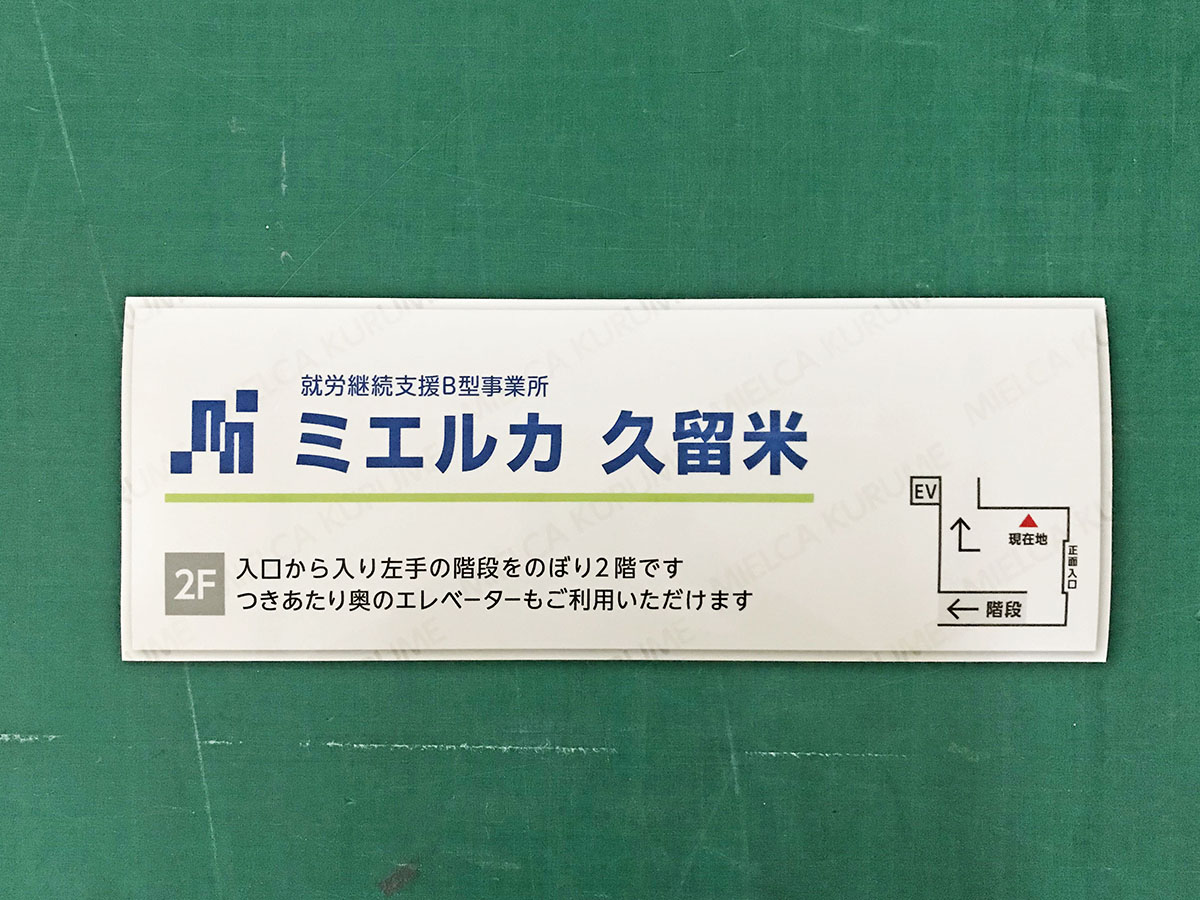 就労継続支援B型事業所
ミエルカ 久留米
2F
入口から入り左手の階段をのぼり2階です
つきあたり奥のエレベーターもご利用いただけます
EV
現在地
正面入口
階段
MIELCA KURUME